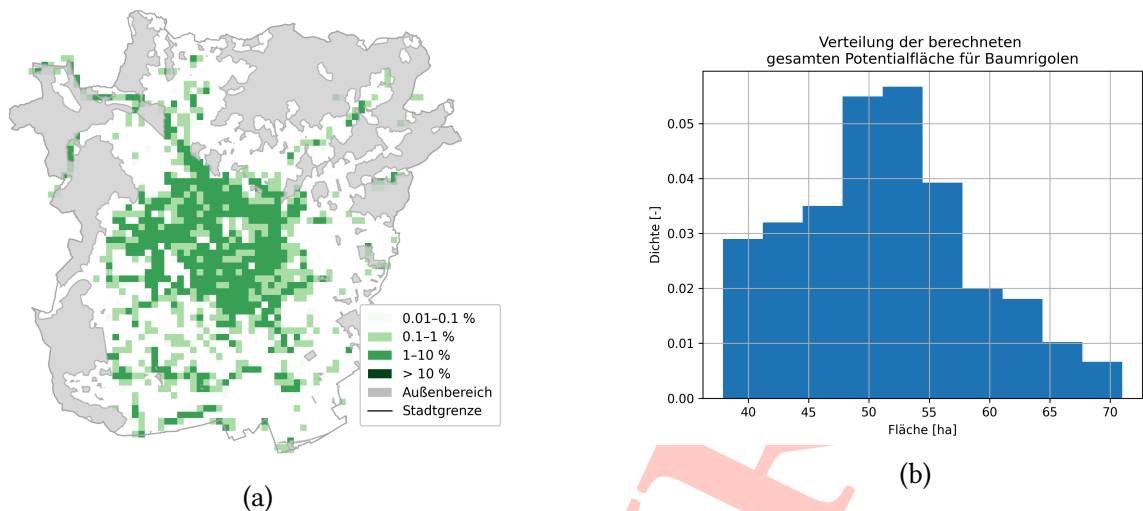 0.01–0.1 %
0.1–1 %
1–10 %
> 10 %
Außenbereich
Stadtgrenze
(a)
Verteilung der berechneten
gesamten Potentialfläche für Baumrigolen
Dichte [-]
0.05
0.04
0.03
0.02
0.01
0.00
40 45 50 55 60 65 70
Fläche [ha]
(b)